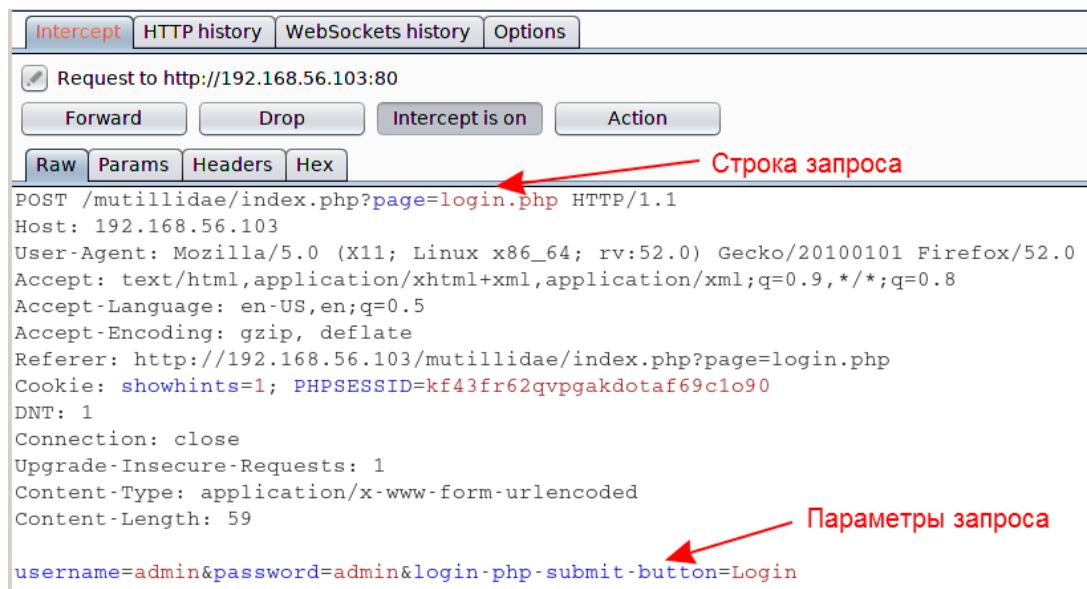 Intercept HTTP history WebSockets history Options
Request to http://192.168.56.103:80
Forward Drop Intercept is on Action
Raw Params Headers Hex
Строка запроса
POST /mutillidae/index.php?page=login.php HTTP/1.1
Host: 192.168.56.103
User-Agent: Mozilla/5.0 (X11; Linux x86_64; rv:52.0) Gecko/20100101 Firefox/52.0
Accept: text/html,application/xhtml+xml,application/xml;q=0.9,*/*;q=0.8
Accept-Language: en-US,en;q=0.5
Accept-Encoding: gzip, deflate
Referer: http://192.168.56.103/mutillidae/index.php?page=login.php
Cookie: showhints=1; PHPSESSID=kf43fr62qvpgakdotaf69c1o90
DNT: 1
Connection: close
Upgrade-Insecure-Requests: 1
Content-Type: application/x-www-form-urlencoded
Content-Length: 59
Параметры запроса
username=admin&password=admin&login-php-submit-button=Login